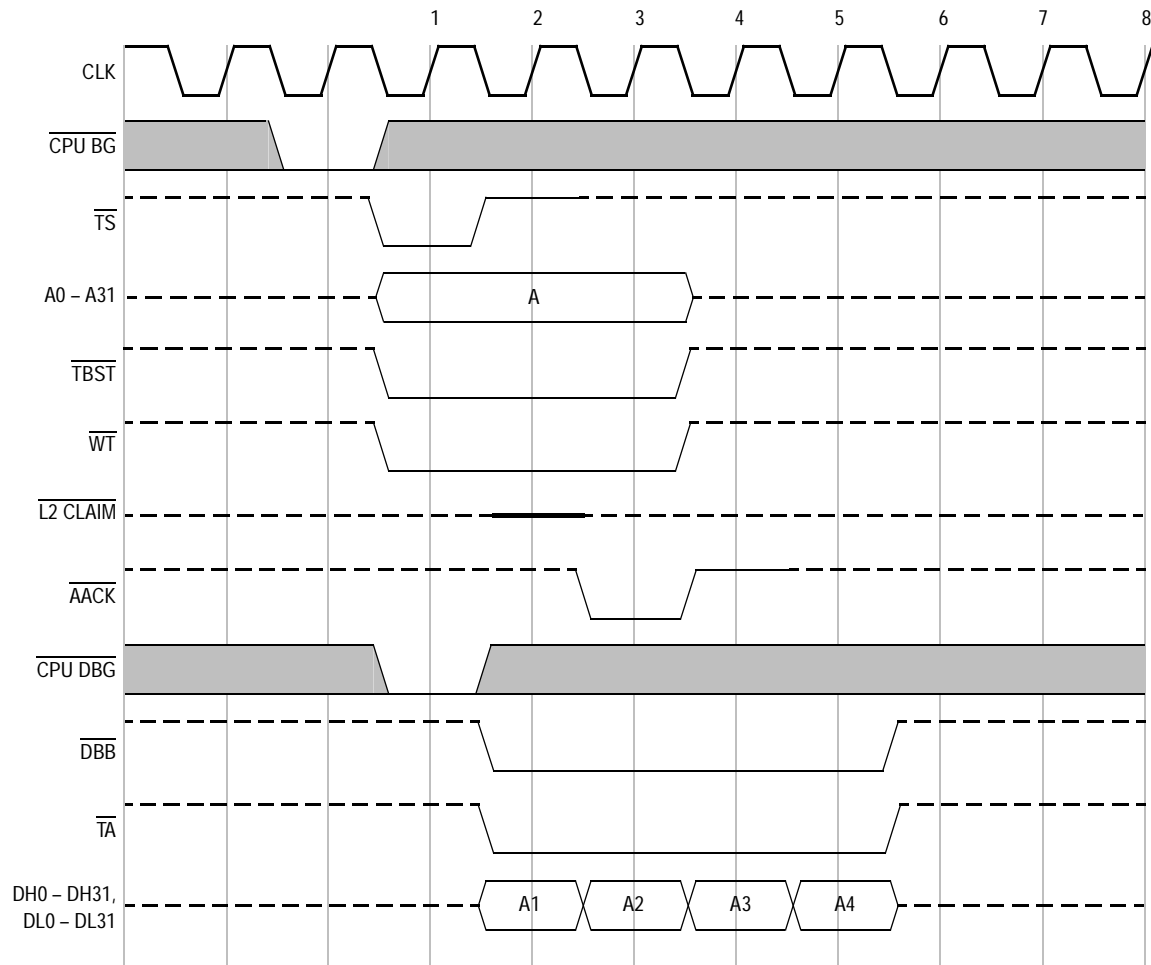 1 2 3 4 5 6 7 8
CLK
CPU BG
TS
A0 – A31
A
TBST
WT
L2 CLAIM
AACK
CPU DBG
DBB
TA
DH0 – DH31,
DL0 – DL31
A1 A2 A3 A4